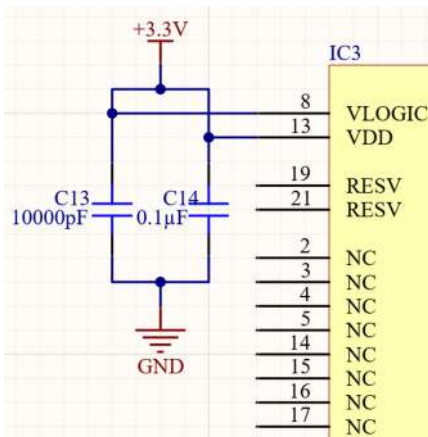 +3.3V
IC3
8 VLOGIC
13 VDD
19 RESV
21 RESV
C13 C14
10000pF 0.1µF
2 NC
3 NC
4 NC
5 NC
14 NC
15 NC
16 NC
17 NC
GND